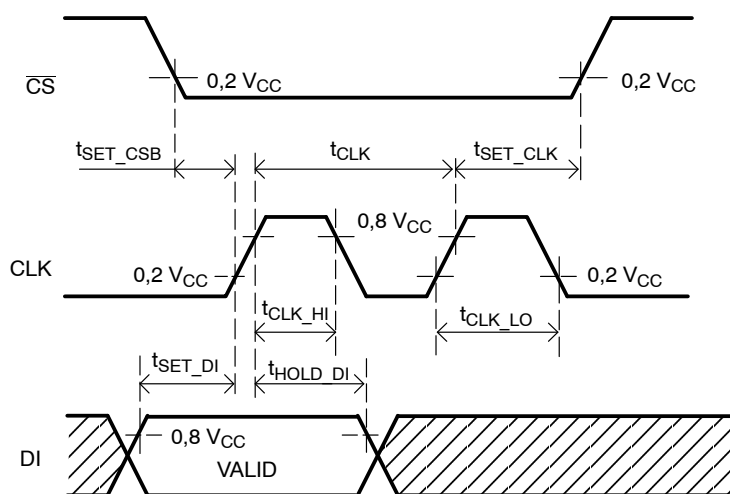 CS
0,2 VCC
0,2 VCC
tSET_CSB
tCLK
tSET_CLK
0,8 VCC
CLK
0,2 VCC
0,2 VCC
tCLK_HI
tCLK_LO
tSET_DI
tHOLD_DI
0,8 VCC
DI
VALID